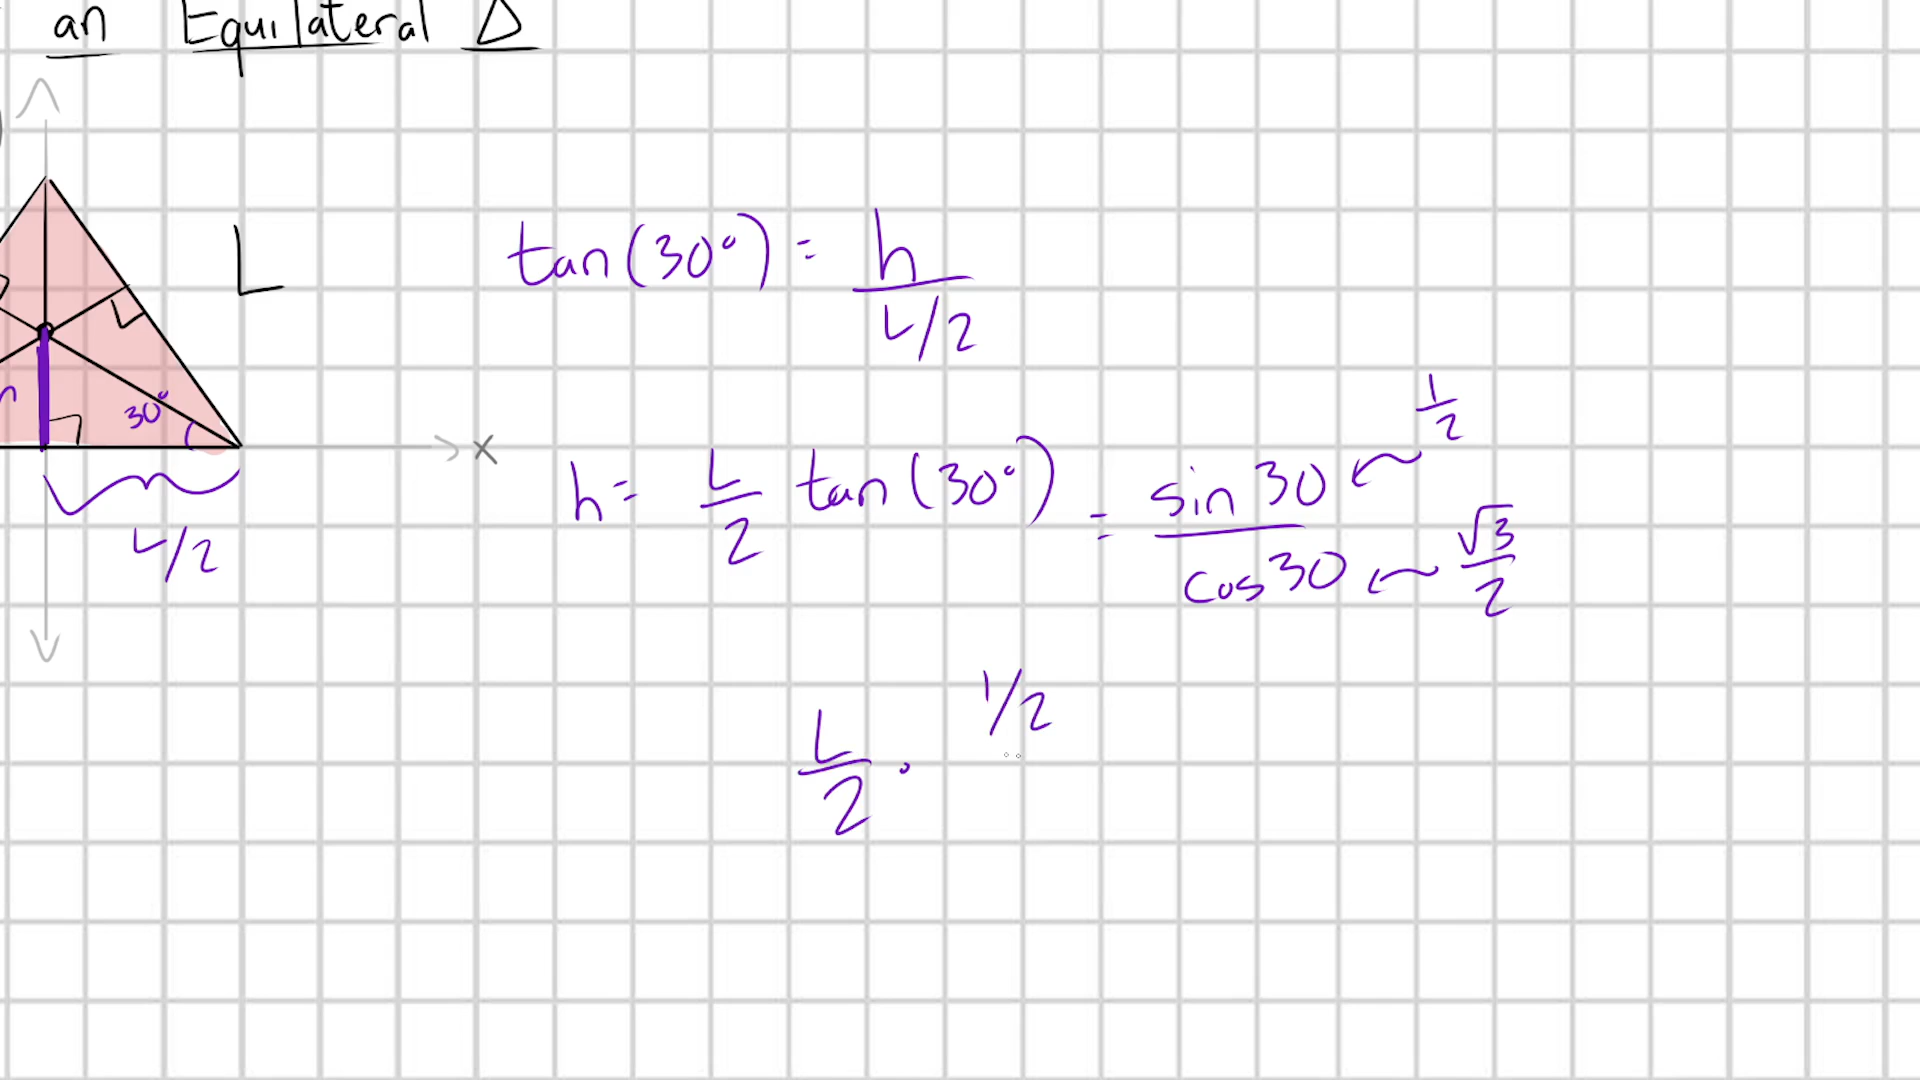 an Equilateral Δ
L
tan(30°) = h / L/2
30°
x
L/2
h = L/2 tan(30°) = sin 30 / cos 30
1/2
√3/2
L/2 · 1/2